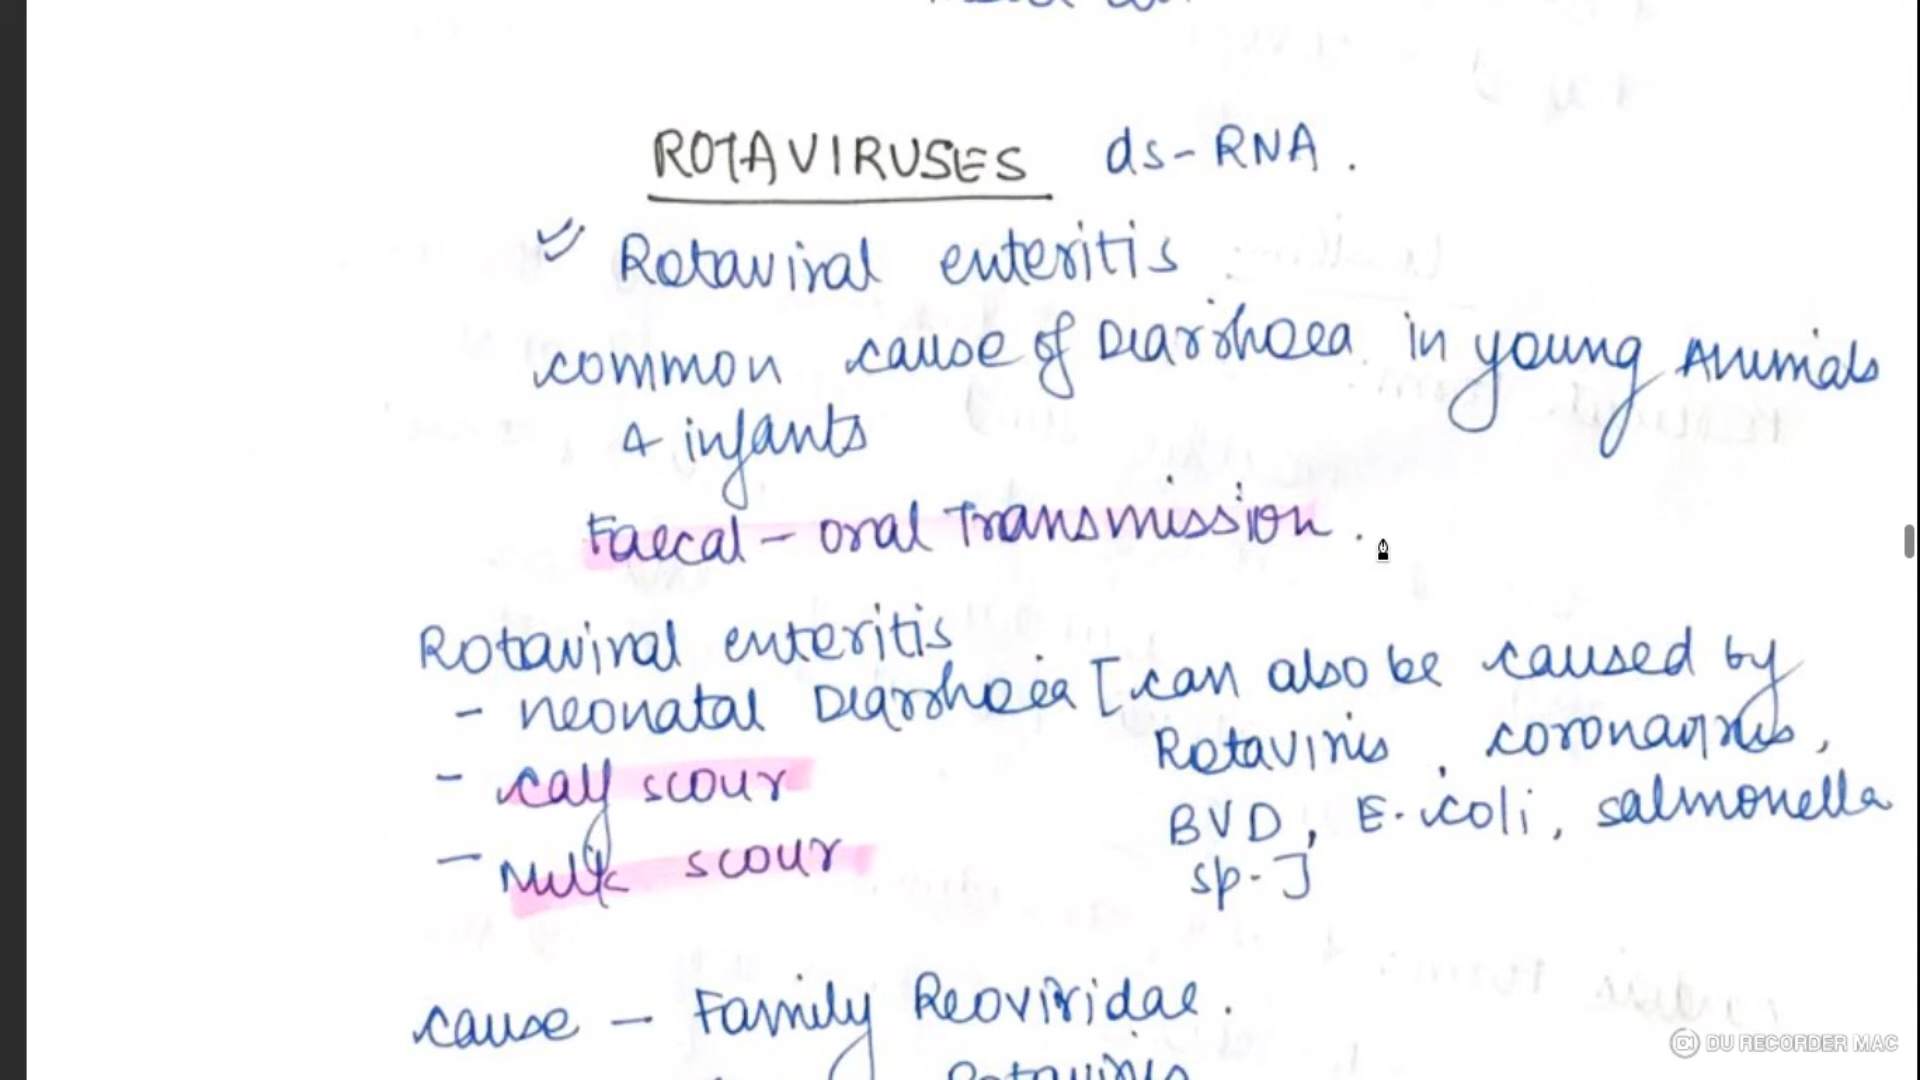 ROTAVIRUSES ds-RNA.
Rotaviral enteritis
common cause of Diarrhoea in young Animals
& infants
Faecal - oral Transmission.
Rotaviral enteritis
- neonatal Diarrhoea [can also be caused by
Rotavirus, coronavirus,
BVD, E. coli, salmonella
sp.]
- calf scour
- Milk scour
cause - Family Reoviridae.
Rotavirus
DU RECORDER MAC